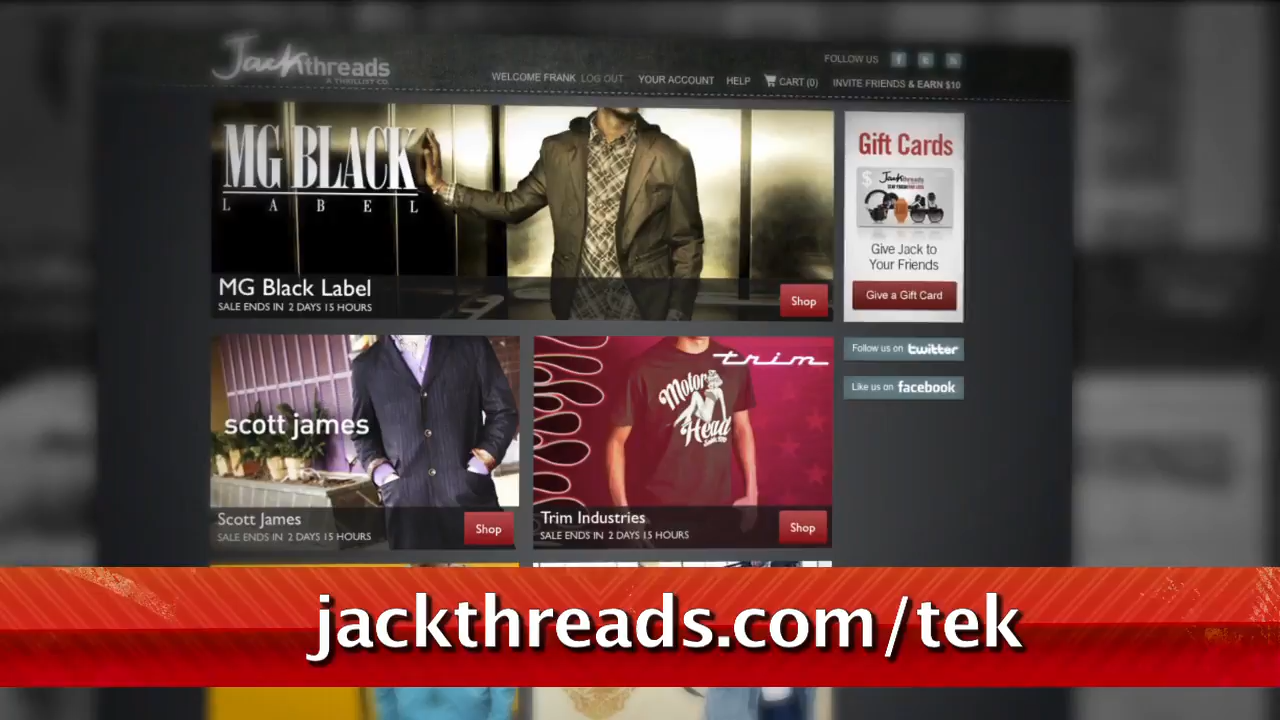 Jackthreads
A THRILLIST CO.
FOLLOW US
WELCOME FRANK LOG OUT YOUR ACCOUNT HELP CART (0) INVITE FRIENDS & EARN $10
MG BLACK
LABEL
MG Black Label
SALE ENDS IN 2 DAYS 15 HOURS
Shop
Gift Cards
$
Jackthreads
Give Jack to
Your Friends
Give a Gift Card
Follow us on twitter
Like us on facebook
scott james
Scott James
SALE ENDS IN 2 DAYS 15 HOURS
Shop
trim
Motor
Head
Trim Industries
SALE ENDS IN 2 DAYS 15 HOURS
Shop
jackthreads.com/tek